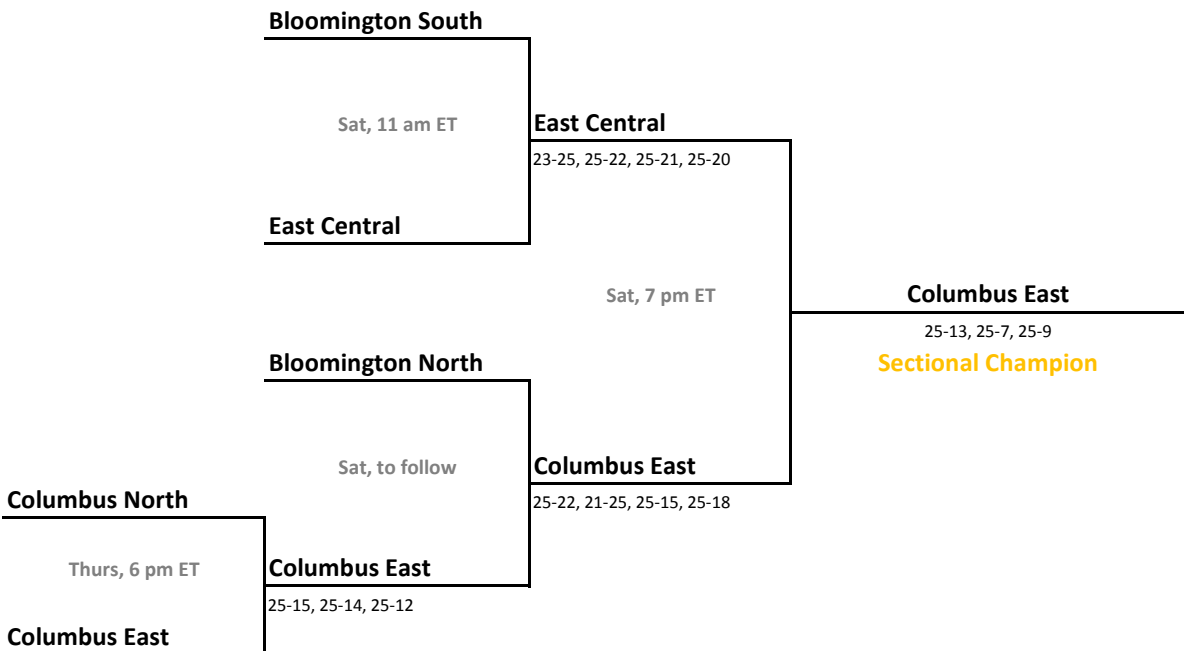 Bloomington South
Sat, 11 am ET
East Central
23-25, 25-22, 25-21, 25-20
East Central
Sat, 7 pm ET
Columbus East
25-13, 25-7, 25-9
Sectional Champion
Bloomington North
Sat, to follow
Columbus East
25-22, 21-25, 25-15, 25-18
Columbus North
Thurs, 6 pm ET
Columbus East
25-15, 25-14, 25-12
Columbus East